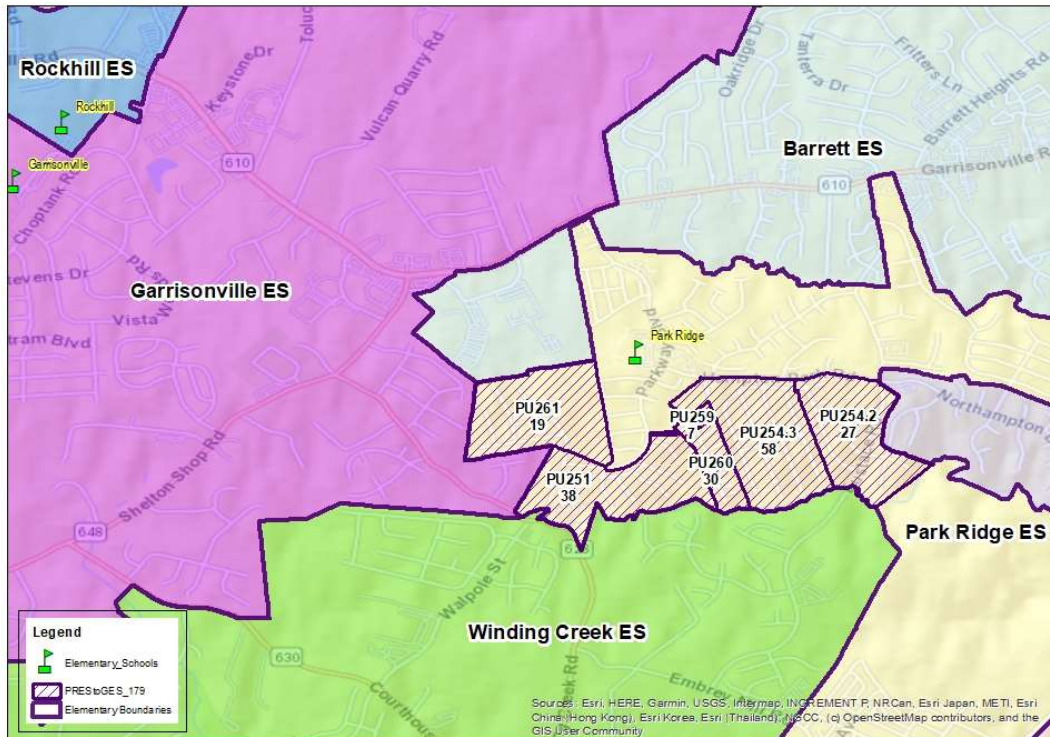 Rockhill ES
Rockhill
Garrisonville
Keystone Dr
Vulcan Quarry Rd
Oakridge Dr
Tanterra Dr
Fritters Ln
Barrett Heights Rd
610
Choptank Rd
Barrett ES
Garrisonville R
610
Stevens Dr
Garrisonville ES
Vista
tram Blvd
Park Ridge
Parkway
PU261
19
PU259
7
PU254.2
27
Northampton
PU254.3
58
PU260
30
PU251
38
Shelton Shop Rd
648
Park Ridge ES
Walpole St
Winding Creek ES
630
Courthou
Creek Rd
Embrey Mill
Legend
Elementary_Schools
PREStoGES_179
Elementary Boundaries
Sources: Esri, HERE, Garmin, USGS, Intermap, INCREMENT P, NRCan, Esri Japan, METI, Esri
China (Hong Kong), Esri Korea, Esri (Thailand), NGCC, (c) OpenStreetMap contributors, and the
GIS User Community